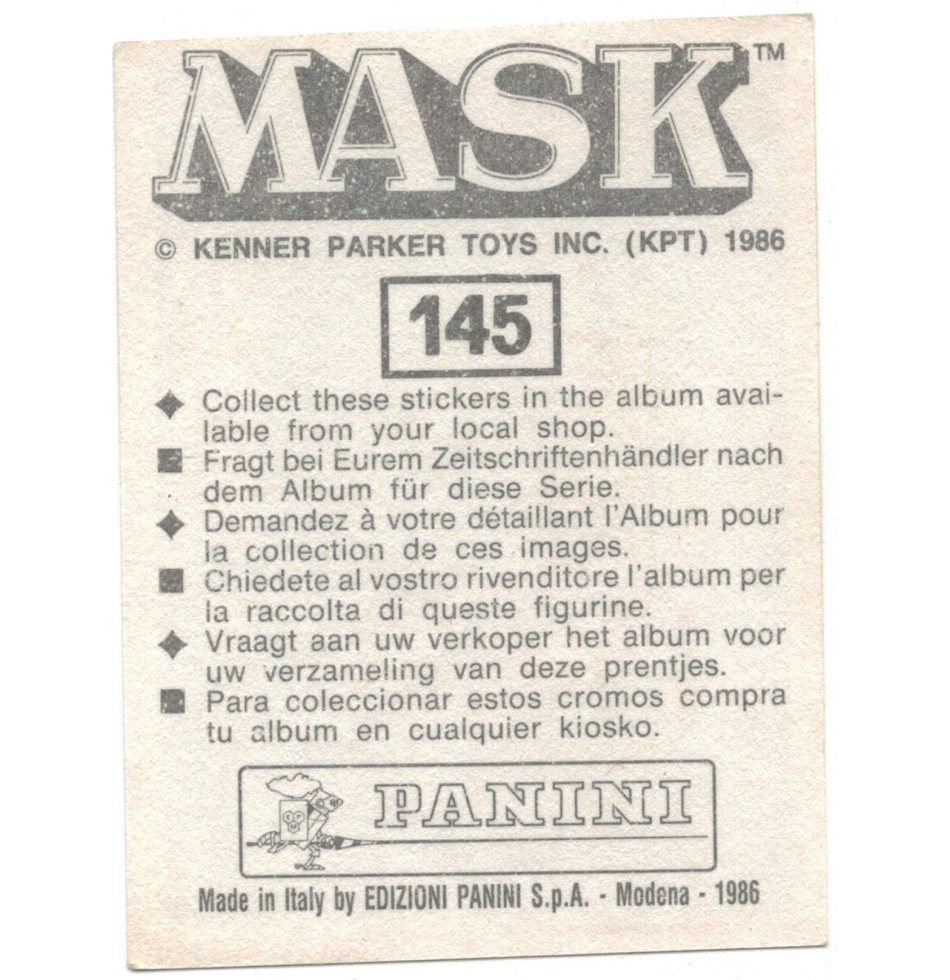 MASK™
© KENNER PARKER TOYS INC. (KPT) 1986
145
◆ Collect these stickers in the album avai-
lable from your local shop.
■ Fragt bei Eurem Zeitschriftenhändler nach
dem Album für diese Serie.
◆ Demandez à votre détaillant l'Album pour
la collection de ces images.
■ Chiedete al vostro rivenditore l'album per
la raccolta di queste figurine.
◆ Vraagt aan uw verkoper het album voor
uw verzameling van deze prentjes.
■ Para coleccionar estos cromos compra
tu album en cualquier kiosko.
PANINI
Made in Italy by EDIZIONI PANINI S.p.A. - Modena - 1986